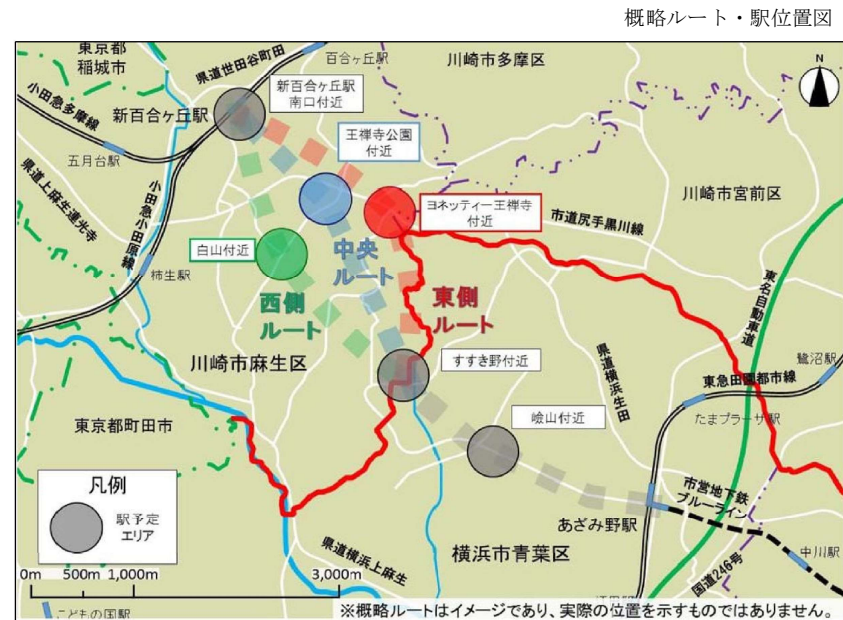 概略ルート・駅位置図
東京都
稲城市
県道世田谷町田
百合ヶ丘駅
川崎市多摩区
N
小田急多摩線
新百合ヶ丘駅
新百合ヶ丘駅
南口付近
五月台駅
王禅寺公園
付近
川崎市宮前区
県道上麻生連光寺
小田急小田原線
ヨネッティー王禅寺
付近
市道尻手黒川線
白山付近
中央
ルート
柿生駅
西側
ルート
東側
ルート
東名自動車道
川崎市麻生区
すすき野付近
県道横浜生田
鷺沼駅
東急田園都市線
たまプラーザ駅
東京都町田市
嶮山付近
凡例
駅予定
エリア
市営地下鉄
ブルーライン
あざみ野駅
横浜市青葉区
中川駅
県道横浜上麻生
国道246号
0m 500m 1,000m 3,000m
こどもの国駅
※概略ルートはイメージであり、実際の位置を示すものではありません。